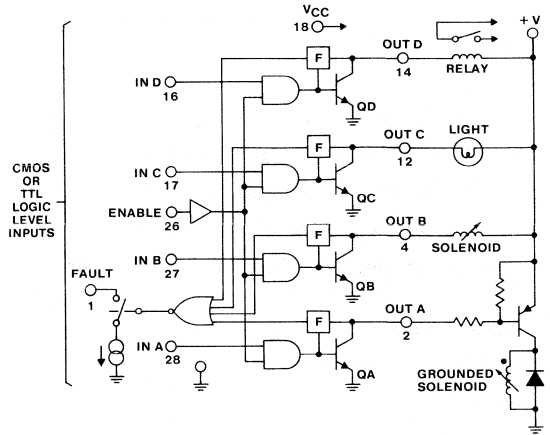 VCC
18
+ V
OUT D
14
RELAY
F
IN D
16
QD
OUT C
12
LIGHT
F
IN C
17
QC
CMOS
OR
TTL
LOGIC
LEVEL
INPUTS
ENABLE
26
OUT B
4
SOLENOID
F
IN B
27
QB
FAULT
1
OUT A
2
F
IN A
28
QA
GROUNDED
SOLENOID